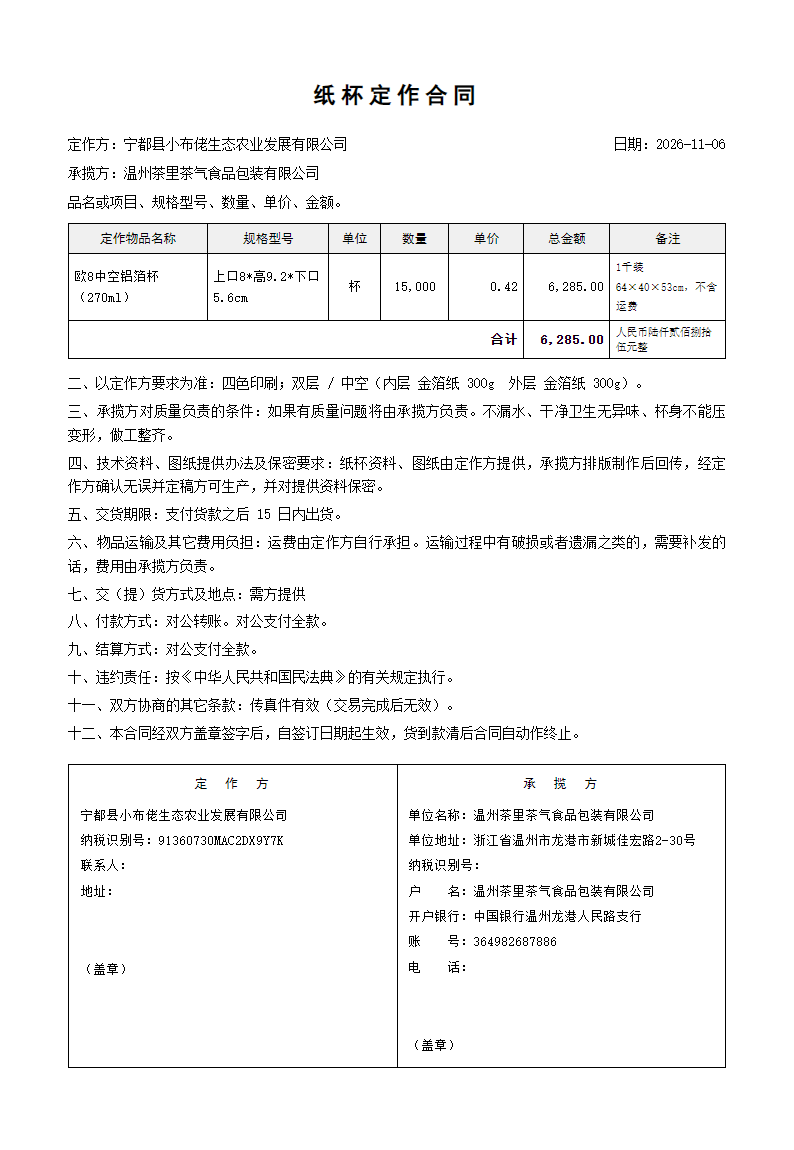 纸杯定作合同
定作方：宁都县小布佬生态农业发展有限公司 日期：2026-11-06
承揽方：温州茶里茶气食品包装有限公司
品名或项目、规格型号、数量、单价、金额。
定作物品名称 规格型号 单位 数量 单价 总金额 备注
欧8中空铝箔杯（270ml） 上口8*高9.2*下口5.6cm 杯 15,000 0.42 6,285.00 1千装 64×40×53cm，不含运费
合计 6,285.00 人民币陆仟贰佰捌拾伍元整
二、以定作方要求为准：四色印刷；双层 / 中空（内层 金箔纸 300g 外层 金箔纸 300g）。
三、承揽方对质量负责的条件：如果有质量问题将由承揽方负责。不漏水、干净卫生无异味、杯身不能压
变形，做工整齐。
四、技术资料、图纸提供办法及保密要求：纸杯资料、图纸由定作方提供，承揽方排版制作后回传，经定
作方确认无误并定稿方可生产，并对提供资料保密。
五、交货期限：支付货款之后 15 日内出货。
六、物品运输及其它费用负担：运费由定作方自行承担。运输过程中有破损或者遗漏之类的，需要补发的
话，费用由承揽方负责。
七、交（提）货方式及地点：需方提供
八、付款方式：对公转账。对公支付全款。
九、结算方式：对公支付全款。
十、违约责任：按《中华人民共和国民法典》的有关规定执行。
十一、双方协商的其它条款：传真件有效（交易完成后无效）。
十二、本合同经双方盖章签字后，自签订日期起生效，货到款清后合同自动作终止。
定 作 方
宁都县小布佬生态农业发展有限公司
纳税识别号：91360730MAC2DX9Y7K
联系人：
地址：
（盖章）
承 揽 方
单位名称：温州茶里茶气食品包装有限公司
单位地址：浙江省温州市龙港市新城佳宏路2-30号
纳税识别号：
户 名：温州茶里茶气食品包装有限公司
开户银行：中国银行温州龙港人民路支行
账 号：364982687886
电 话：
（盖章）